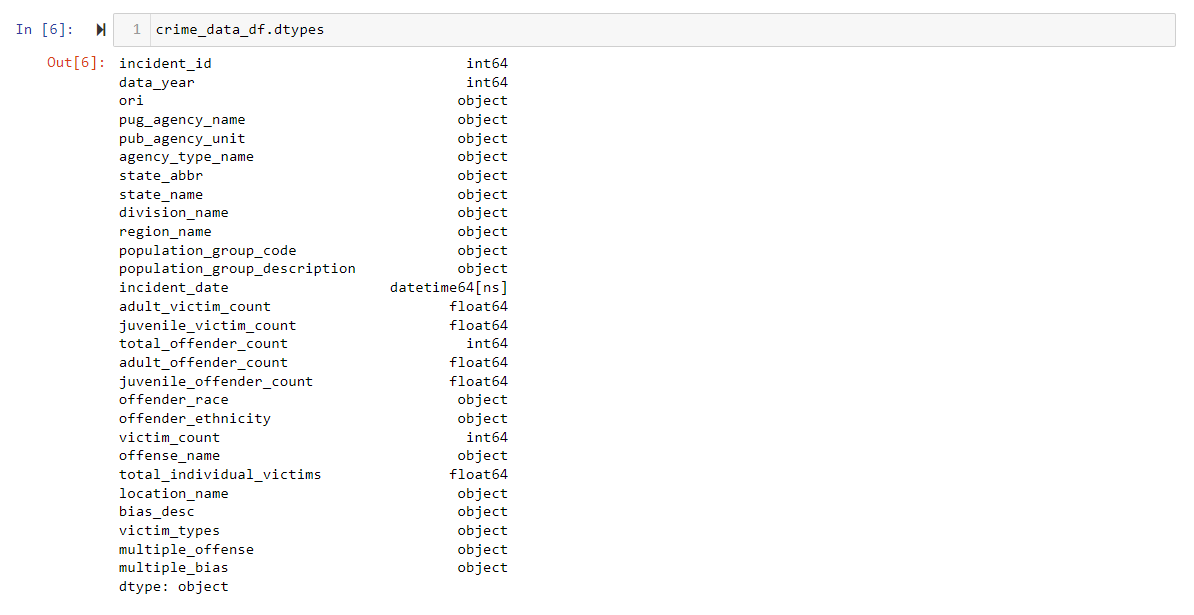 In [6]: 1 crime_data_df.dtypes
Out[6]: incident_id int64
data_year int64
ori object
pug_agency_name object
pub_agency_unit object
agency_type_name object
state_abbr object
state_name object
division_name object
region_name object
population_group_code object
population_group_description object
incident_date datetime64[ns]
adult_victim_count float64
juvenile_victim_count float64
total_offender_count int64
adult_offender_count float64
juvenile_offender_count float64
offender_race object
offender_ethnicity object
victim_count int64
offense_name object
total_individual_victims float64
location_name object
bias_desc object
victim_types object
multiple_offense object
multiple_bias object
dtype: object